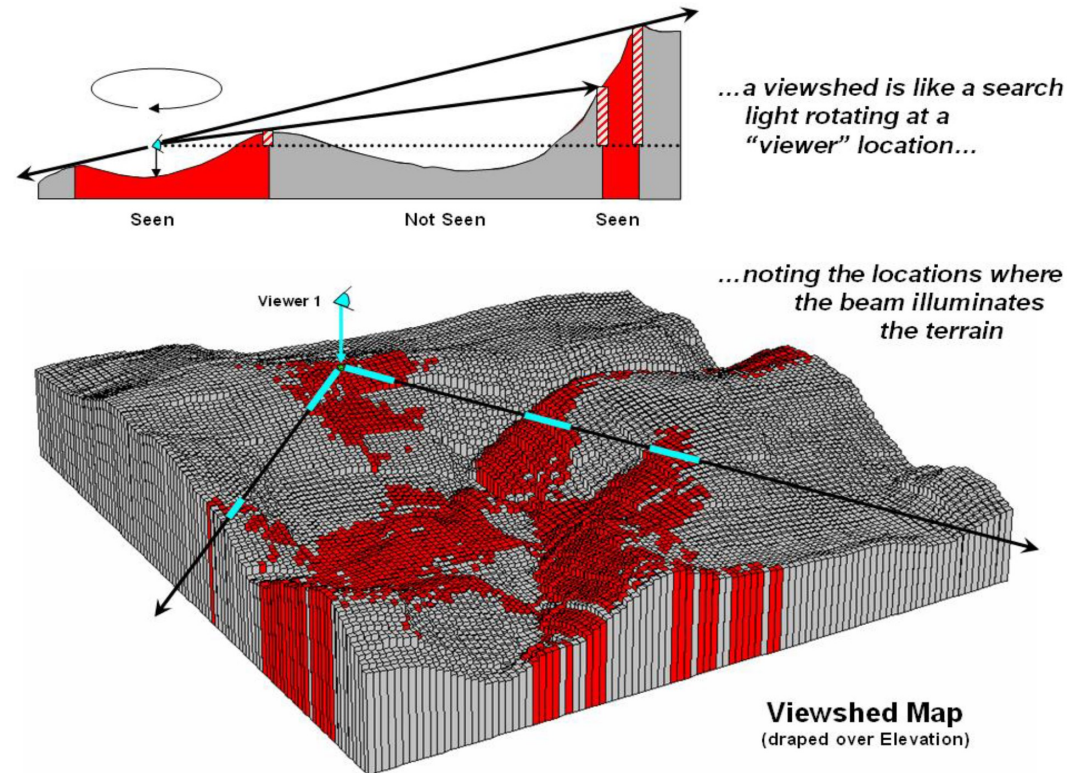 ...a viewshed is like a search
light rotating at a
“viewer” location...
Seen
Not Seen
Seen
...noting the locations where
the beam illuminates
the terrain
Viewer 1
Viewshed Map
(draped over Elevation)